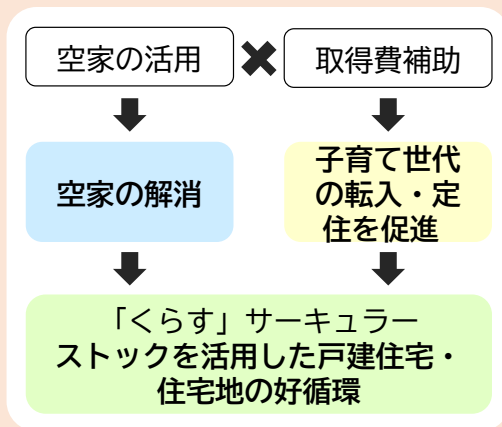 空家の活用
✖
取得費補助
空家の解消
子育て世代
の転入・定
住を促進
「くらす」サーキュラー
ストックを活用した戸建住宅・
住宅地の好循環